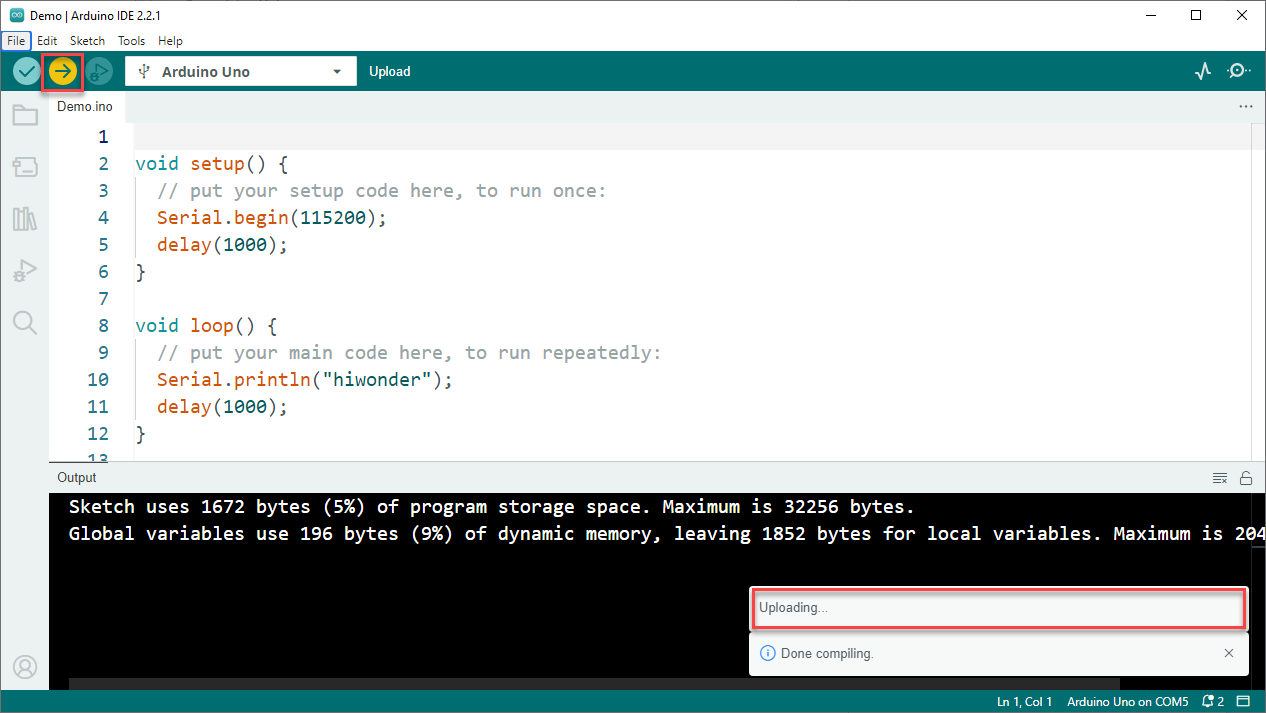 Demo | Arduino IDE 2.2.1
File Edit Sketch Tools Help
Arduino Uno Upload
Demo.ino
1
2 void setup() {
3 // put your setup code here, to run once:
4 Serial.begin(115200);
5 delay(1000);
6 }
7
8 void loop() {
9 // put your main code here, to run repeatedly:
10 Serial.println("hiwonder");
11 delay(1000);
12 }
13
Output
Sketch uses 1672 bytes (5%) of program storage space. Maximum is 32256 bytes.
Global variables use 196 bytes (9%) of dynamic memory, leaving 1852 bytes for local variables. Maximum is 204
Uploading...
Done compiling.
Ln 1, Col 1 Arduino Uno on COM5 2